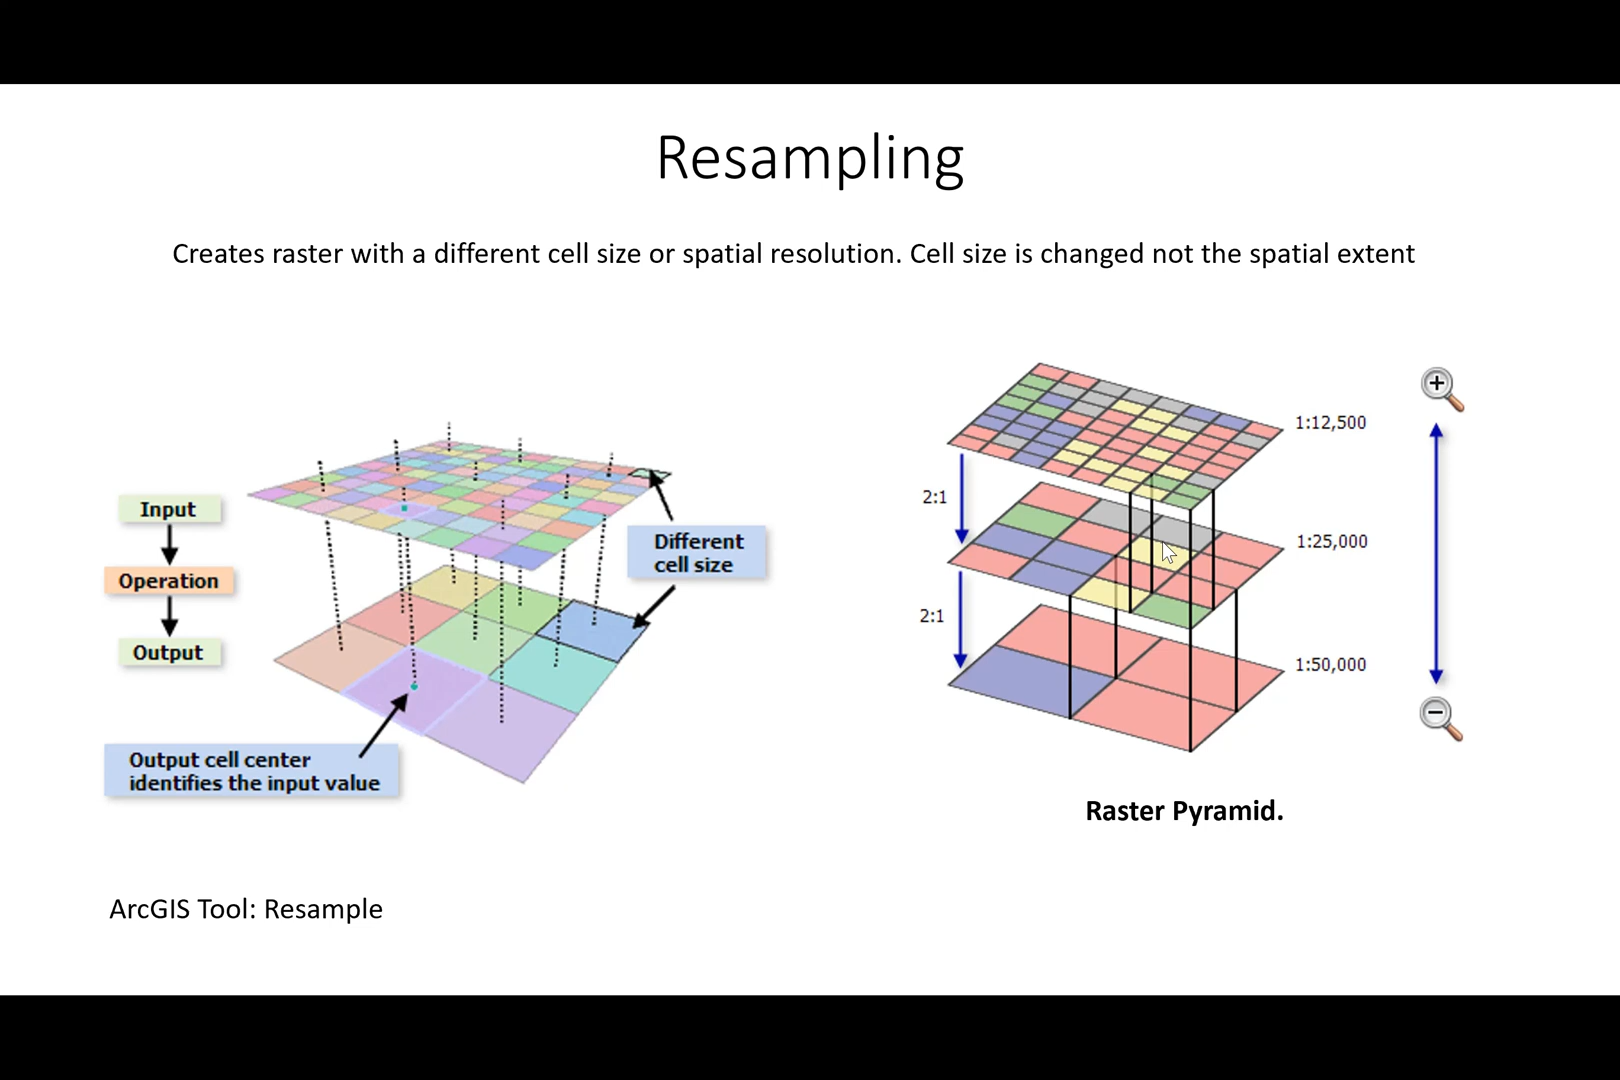 Resampling
Creates raster with a different cell size or spatial resolution. Cell size is changed not the spatial extent
Input
Operation
Output
Different
cell size
Output cell center
identifies the input value
1:12,500
2:1
1:25,000
2:1
1:50,000
Raster Pyramid.
ArcGIS Tool: Resample